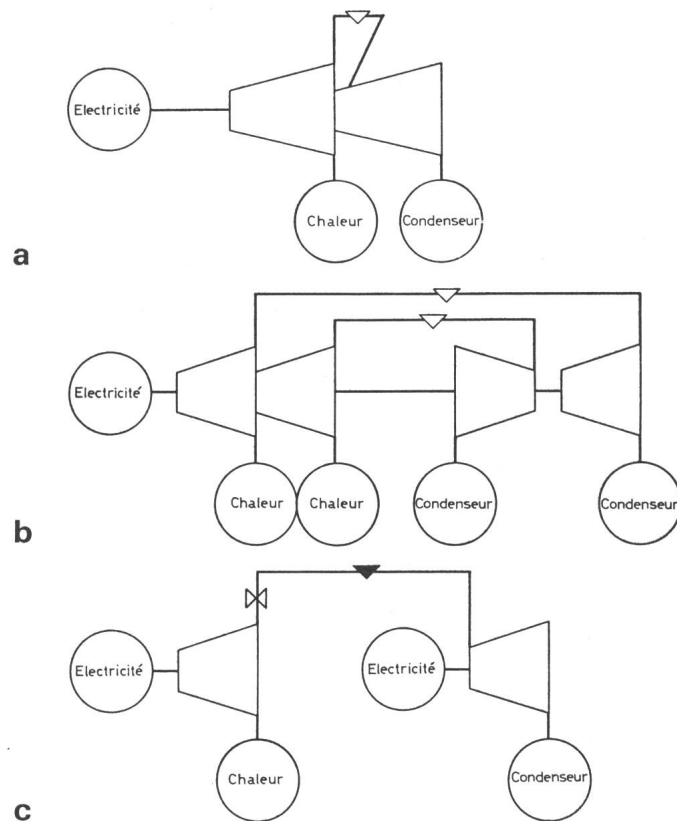 Electricité
Chaleur
Condenseur
a
Electricité
Chaleur
Chaleur
Condenseur
Condenseur
b
Electricité
Electricité
Chaleur
Condenseur
c